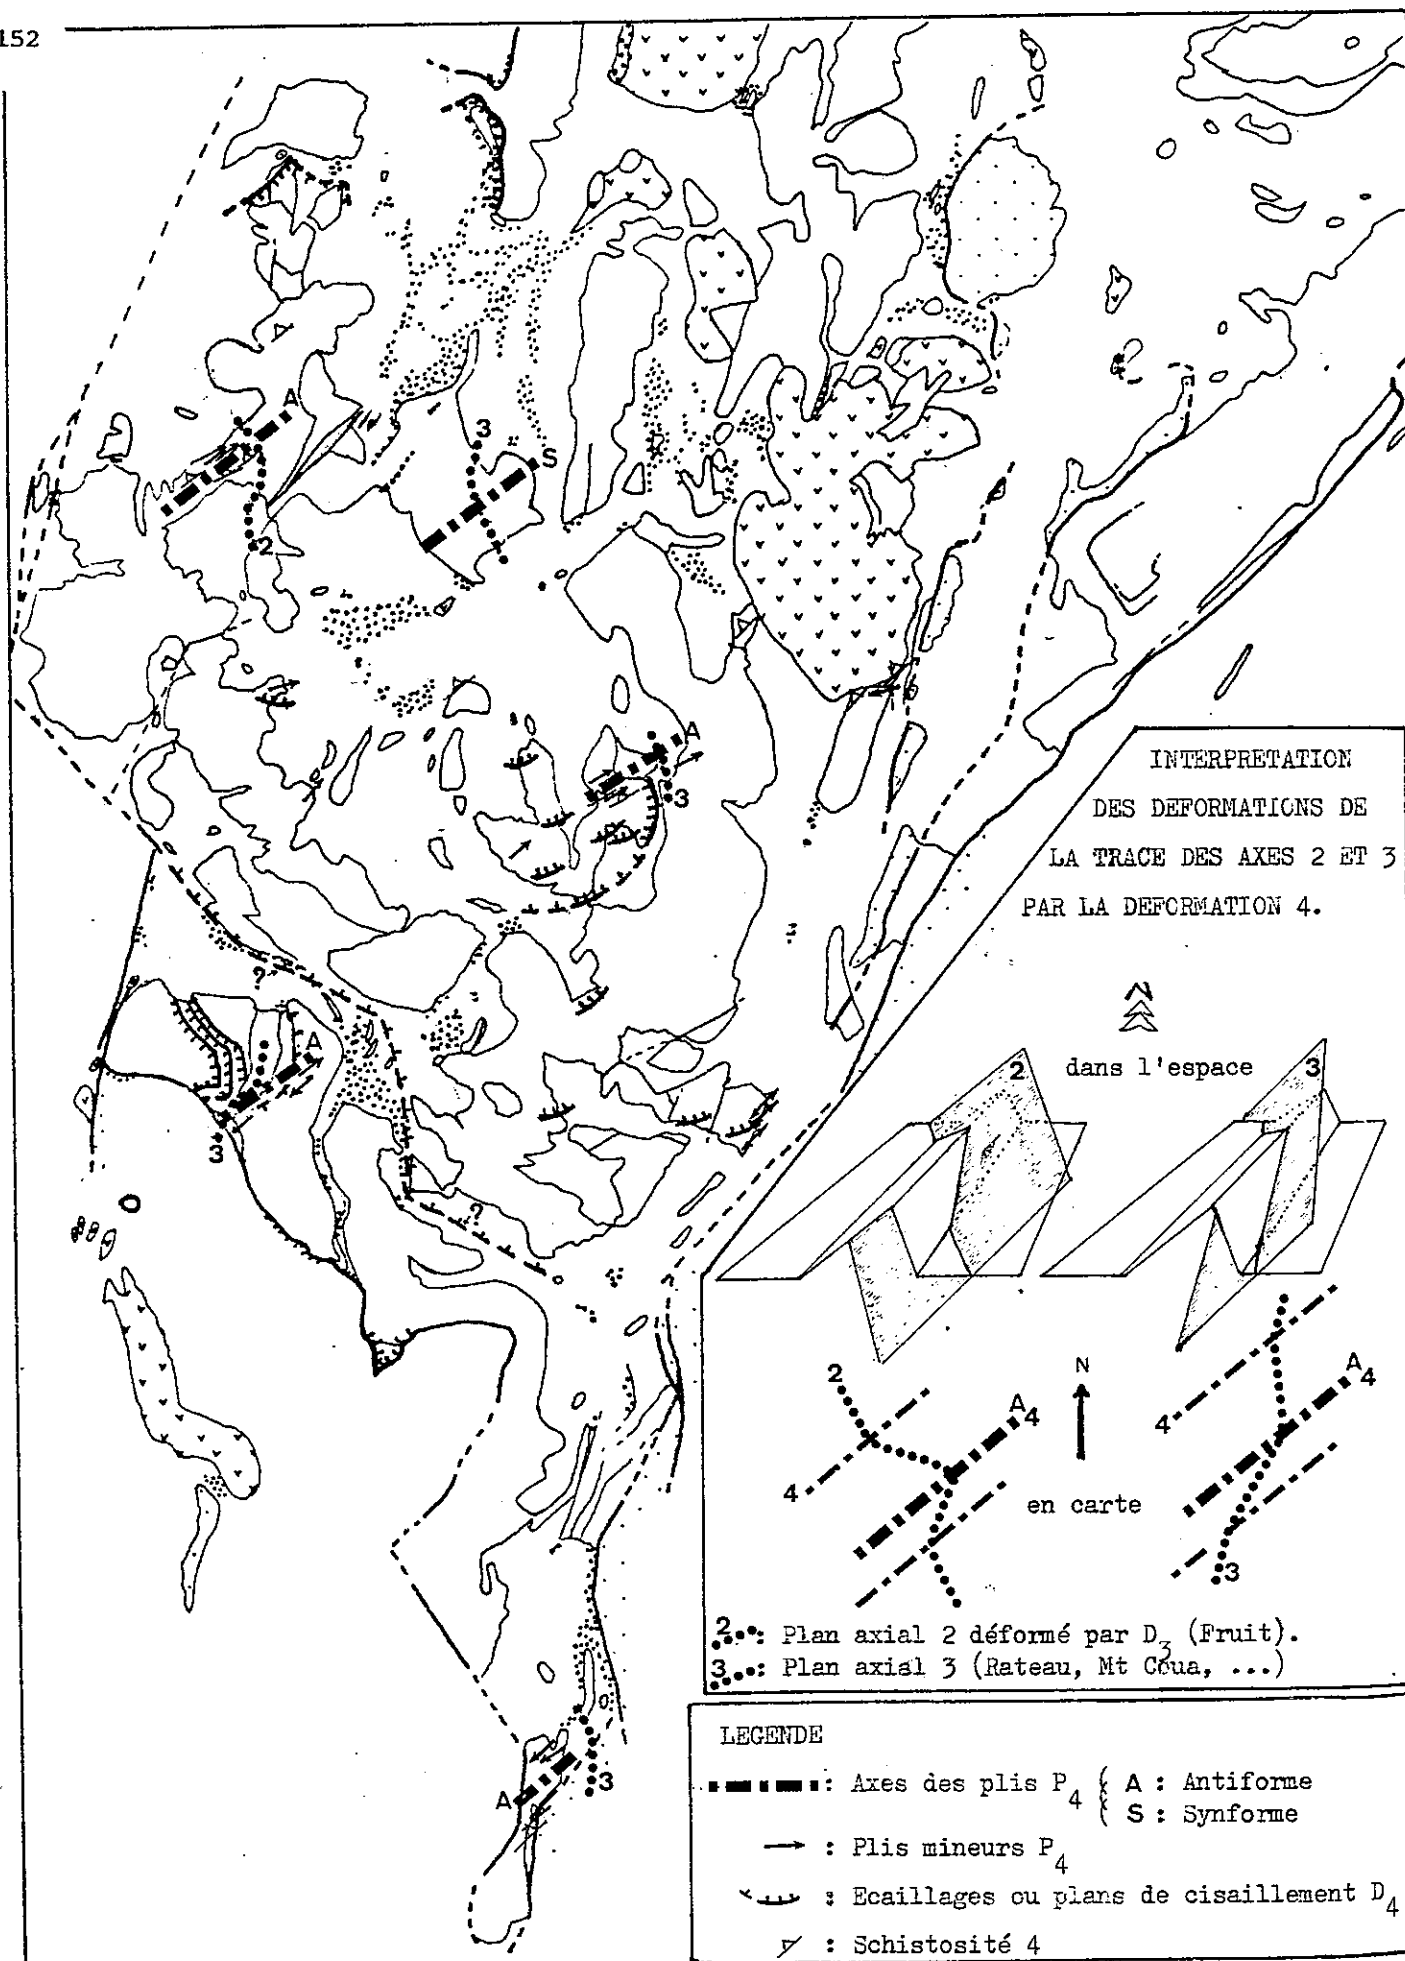 152
A
2
3
S
A
3
?
A
3
?
3
A
INTERPRETATION
DES DEFORMATIONS DE
LA TRACE DES AXES 2 ET 3
PAR LA DEFORMATION 4.
N
dans l'espace
2
3
2
A4
4
N
en carte
A4
4
3
2 : Plan axial 2 déformé par D3 (Fruit).
3 : Plan axial 3 (Rateau, Mt Coua, ...)
LEGENDE
: Axes des plis P4 { A : Antiforme
{ S : Synforme
: Plis mineurs P4
: Ecaillages ou plans de cisaillement D4
: Schistosité 4